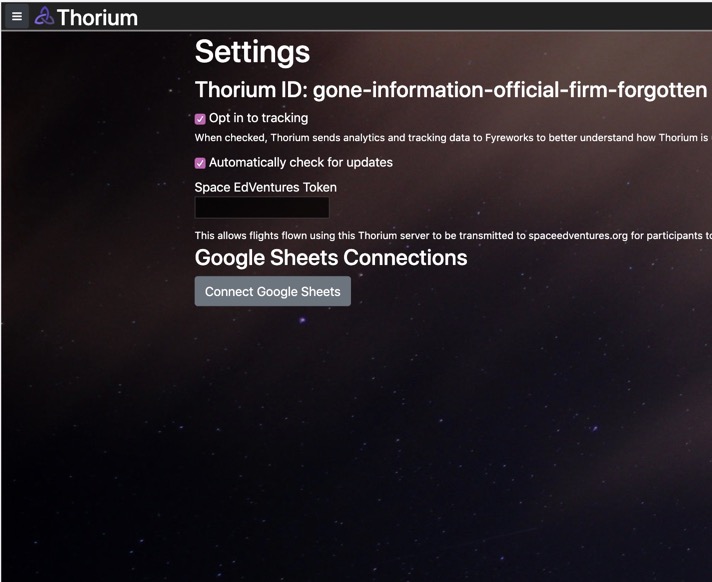 Thorium
Settings
Thorium ID: gone-information-official-firm-forgotten
Opt in to tracking
When checked, Thorium sends analytics and tracking data to Fyreworks to better understand how Thorium is
Automatically check for updates
Space EdVentures Token
This allows flights flown using this Thorium server to be transmitted to spaceedventures.org for participants to
Google Sheets Connections
Connect Google Sheets